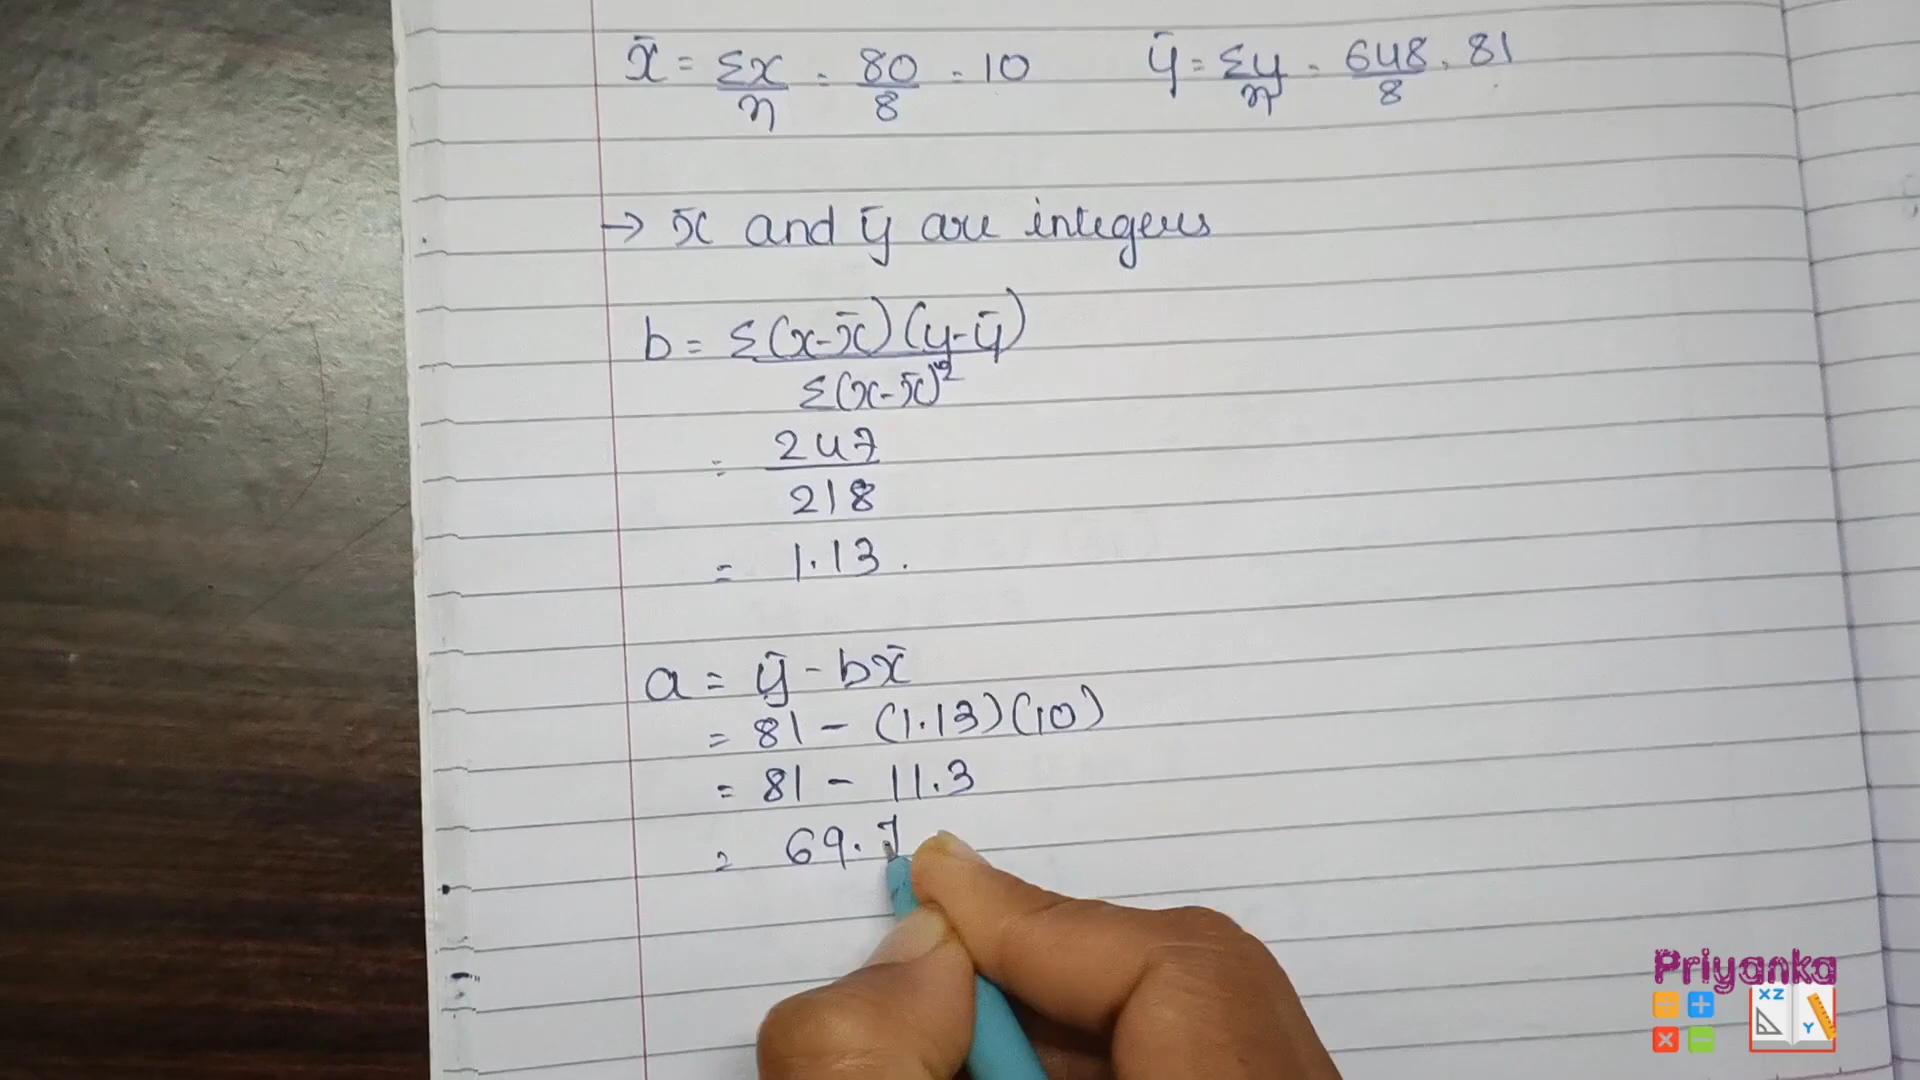 x̄ = Σx/n = 80/8 = 10    ȳ = Σy/n = 648/8 = 81
→ x̄ and ȳ are integers
b = Σ(x-x̄)(y-ȳ)/Σ(x-x̄)²
= 247/218
= 1.13.
a = ȳ - bx̄
= 81 - (1.13)(10)
= 81 - 11.3
= 69.7
Priyanka
XZ
Y